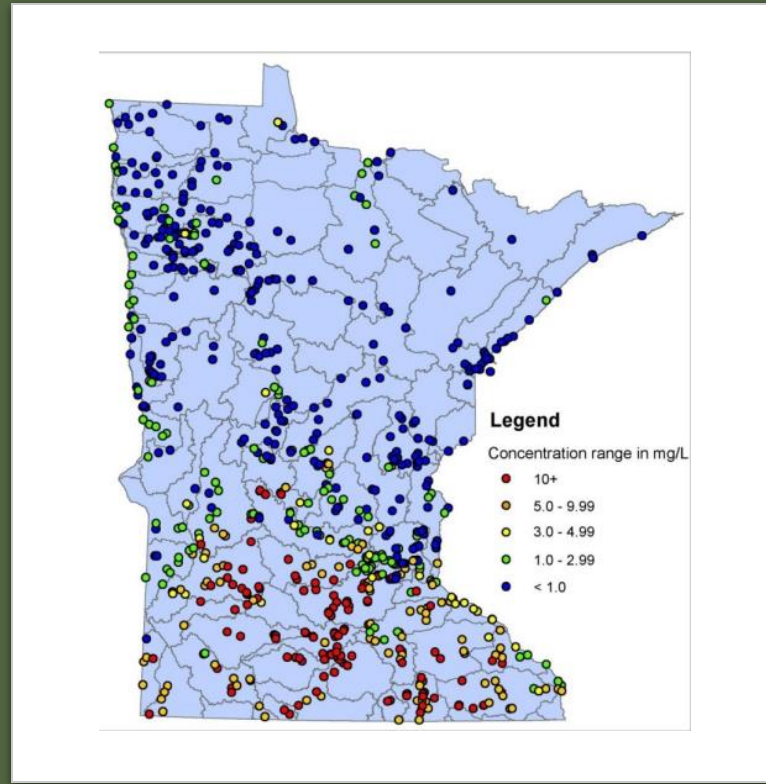 Legend
Concentration range in mg/L
10+
5.0 - 9.99
3.0 - 4.99
1.0 - 2.99
< 1.0